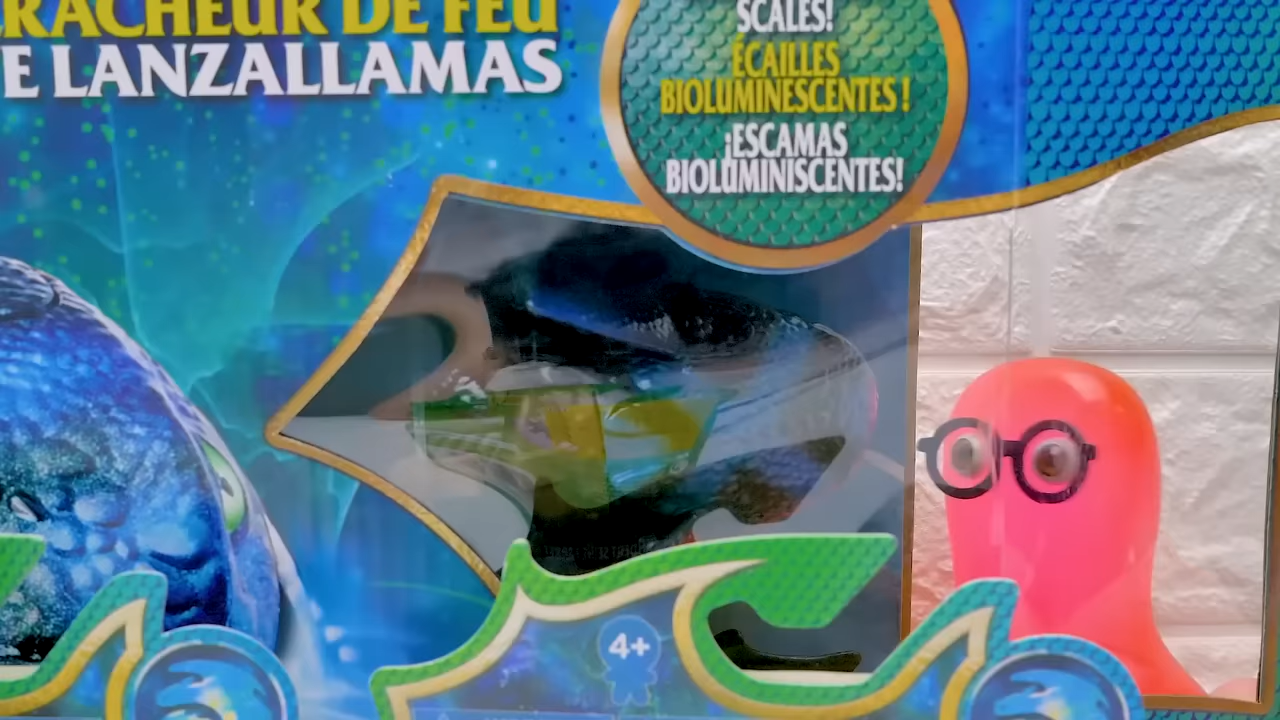 RACHEUR DE FEU
E LANZALLAMAS
SCALES!
ÉCAILLES
BIOLUMINESCENTES !
¡ESCAMAS
BIOLUMINISCENTES!
4+